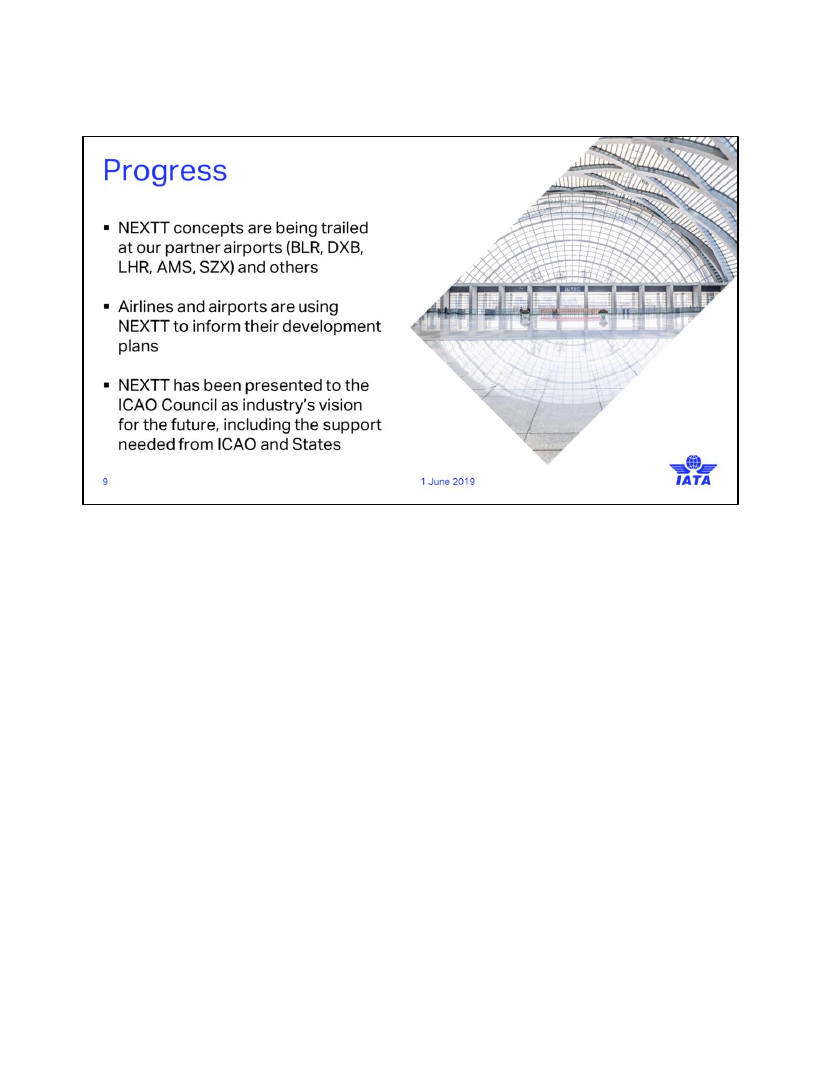 Progress
▪ NEXTT concepts are being trailed
at our partner airports (BLR, DXB,
LHR, AMS, SZX) and others
▪ Airlines and airports are using
NEXTT to inform their development
plans
▪ NEXTT has been presented to the
ICAO Council as industry’s vision
for the future, including the support
needed from ICAO and States
9
1 June 2019
IATA